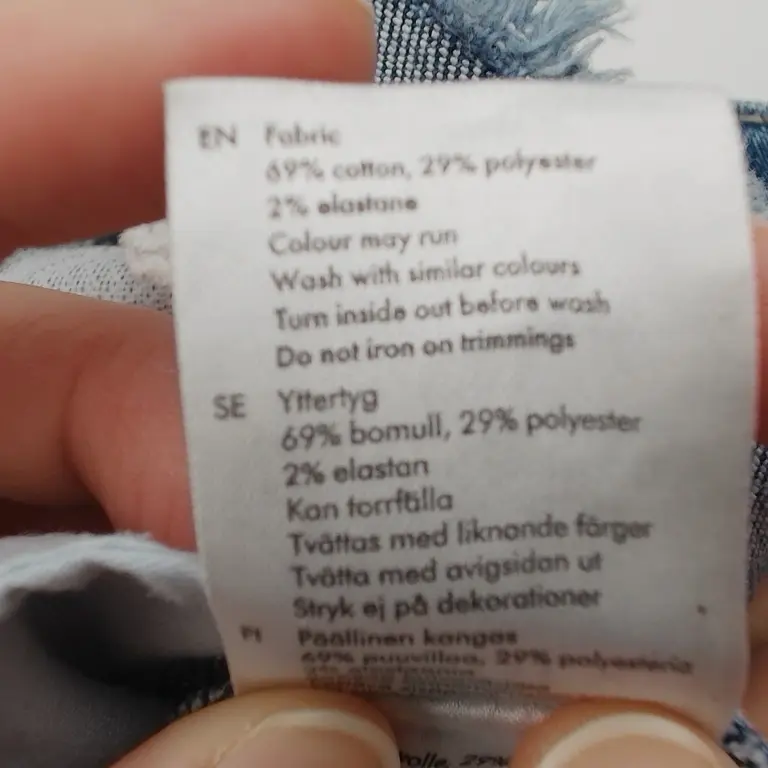 EN Fabric
69% cotton, 29% polyester
2% elastane
Colour may run
Wash with similar colours
Turn inside out before wash
Do not iron on trimmings
SE Yttertyg
69% bomull, 29% polyester
2% elastan
Kan torrfälla
Tvättas med liknande färger
Tvätta med avigsidan ut
Stryk ej på dekorationer
FI Päällinen kangas
69% puuvillaa, 29% polyesteriä